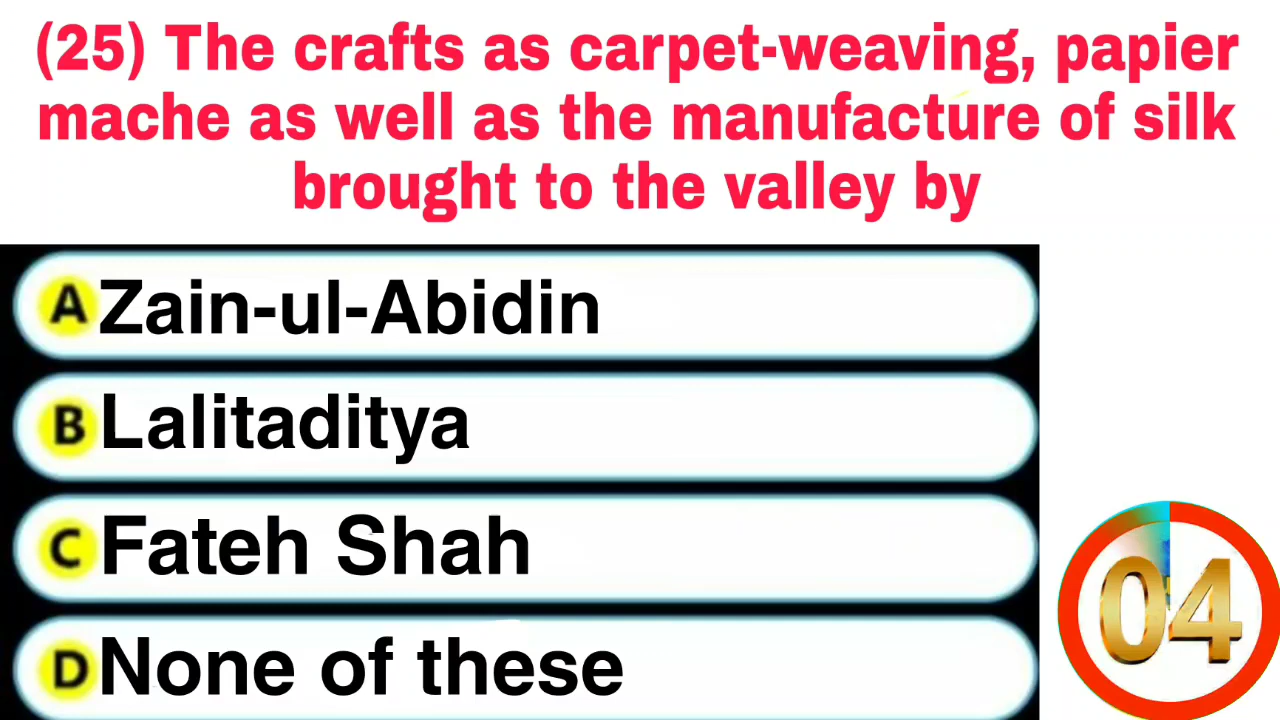 (25) The crafts as carpet-weaving, papier
mache as well as the manufacture of silk
brought to the valley by
A Zain-ul-Abidin
B Lalitaditya
C Fateh Shah
D None of these
04